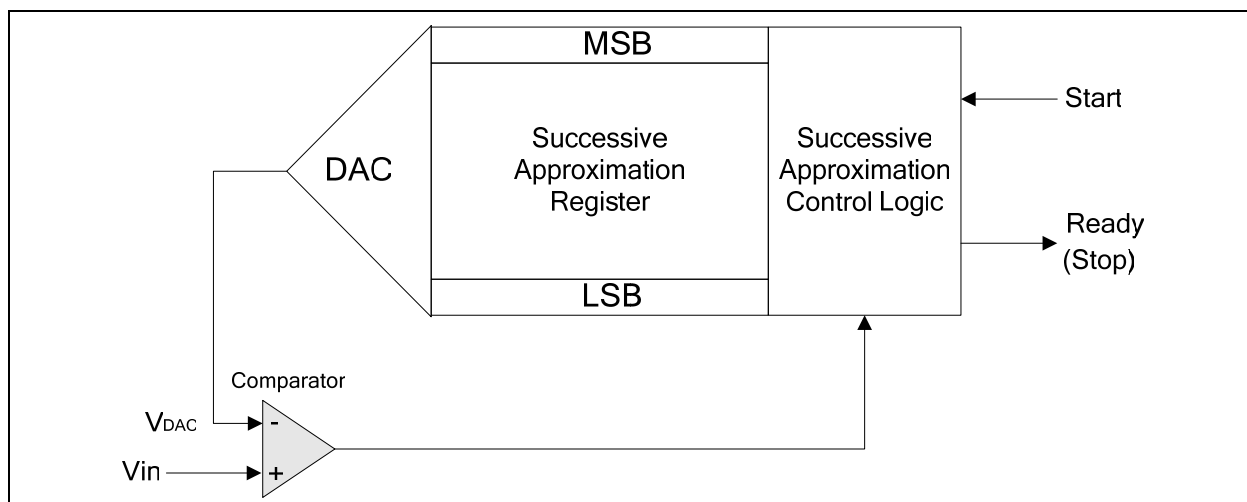 MSB
DAC
Successive
Approximation
Register
Successive
Approximation
Control Logic
Start
Ready
(Stop)
LSB
Comparator
VDAC
-
Vin
+